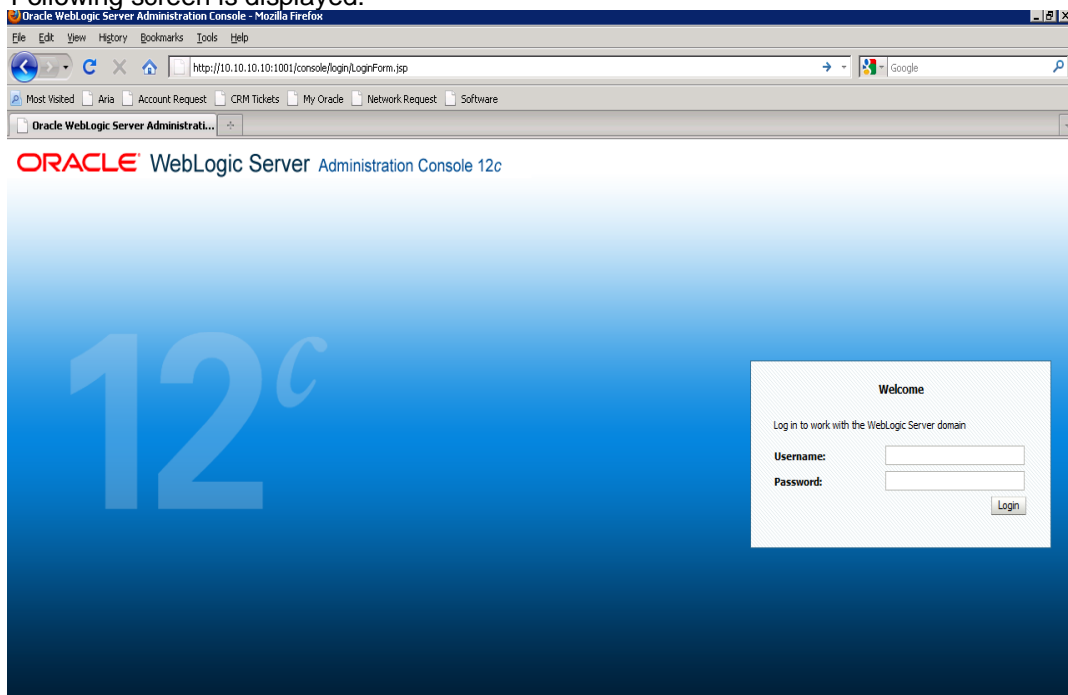 Following screen is displayed.
Oracle WebLogic Server Administration Console - Mozilla Firefox
File Edit View History Bookmarks Tools Help
http://10.10.10.10:1001/console/login/LoginForm.jsp
Google
Most Visited Aria Account Request CRM Tickets My Oracle Network Request Software
Oracle WebLogic Server Administrati...
ORACLE WebLogic Server Administration Console 12c
12c
Welcome
Log in to work with the WebLogic Server domain
Username:
Password:
Login